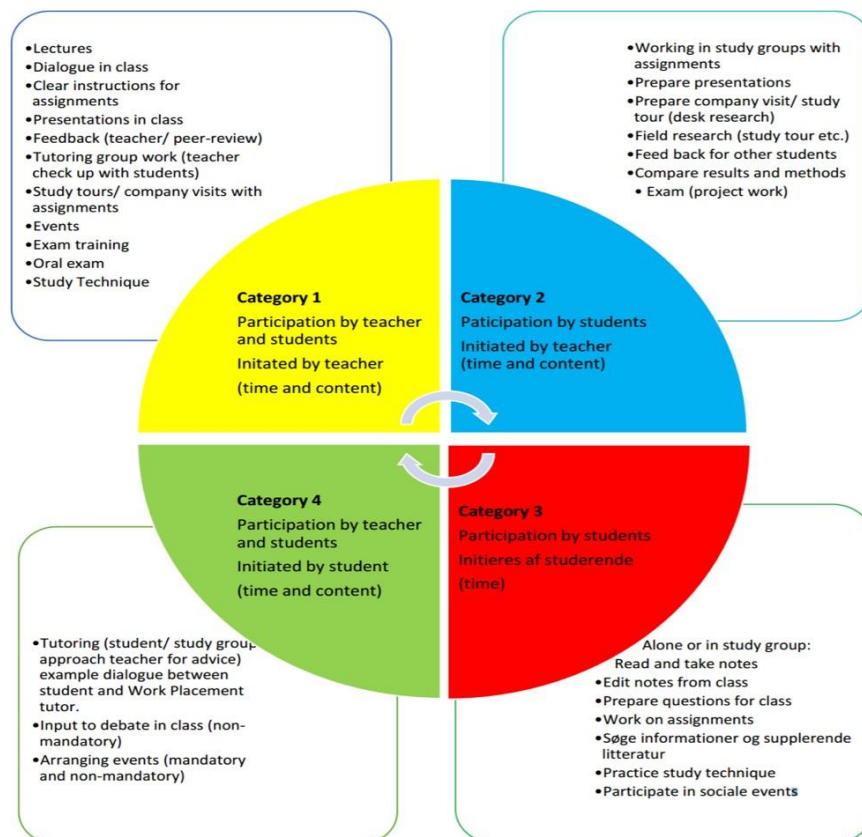 •Lectures
•Dialogue in class
•Clear instructions for
assignments
•Presentations in class
•Feedback (teacher/ peer-review)
•Tutoring group work (teacher
check up with students)
•Study tours/ company visits with
assignments
•Events
•Exam training
•Oral exam
•Study Technique
•Working in study groups with
assignments
•Prepare presentations
•Prepare company visit/ study
tour (desk research)
•Field research (study tour etc.)
•Feed back for other students
•Compare results and methods
• Exam (project work)
Category 1
Participation by teacher
and students
Initated by teacher
(time and content)
Category 2
Paticipation by students
Initiated by teacher
(time and content)
Category 4
Participation by teacher
and students
Initiated by student
(time and content)
Category 3
Participation by students
Initieres af studerende
(time)
•Tutoring (student/ study group
approach teacher for advice)
example dialogue between
student and Work Placement
tutor.
•Input to debate in class (non-
mandatory)
•Arranging events (mandatory
and non-mandatory)
Alone or in study group:
Read and take notes
•Edit notes from class
•Prepare questions for class
•Work on assignments
•Søge informationer og supplerende
litteratur
•Practice study technique
•Participate in sociale events